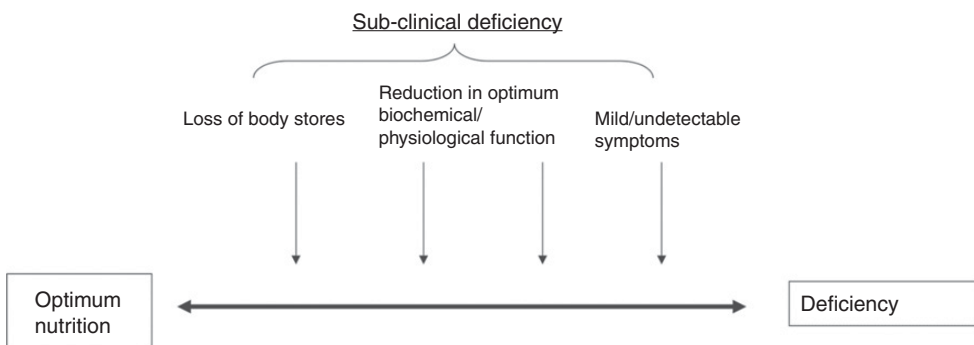 Sub-clinical deficiency
Loss of body stores
Reduction in optimum
biochemical/
physiological function
Mild/undetectable
symptoms
Optimum
nutrition
Deficiency